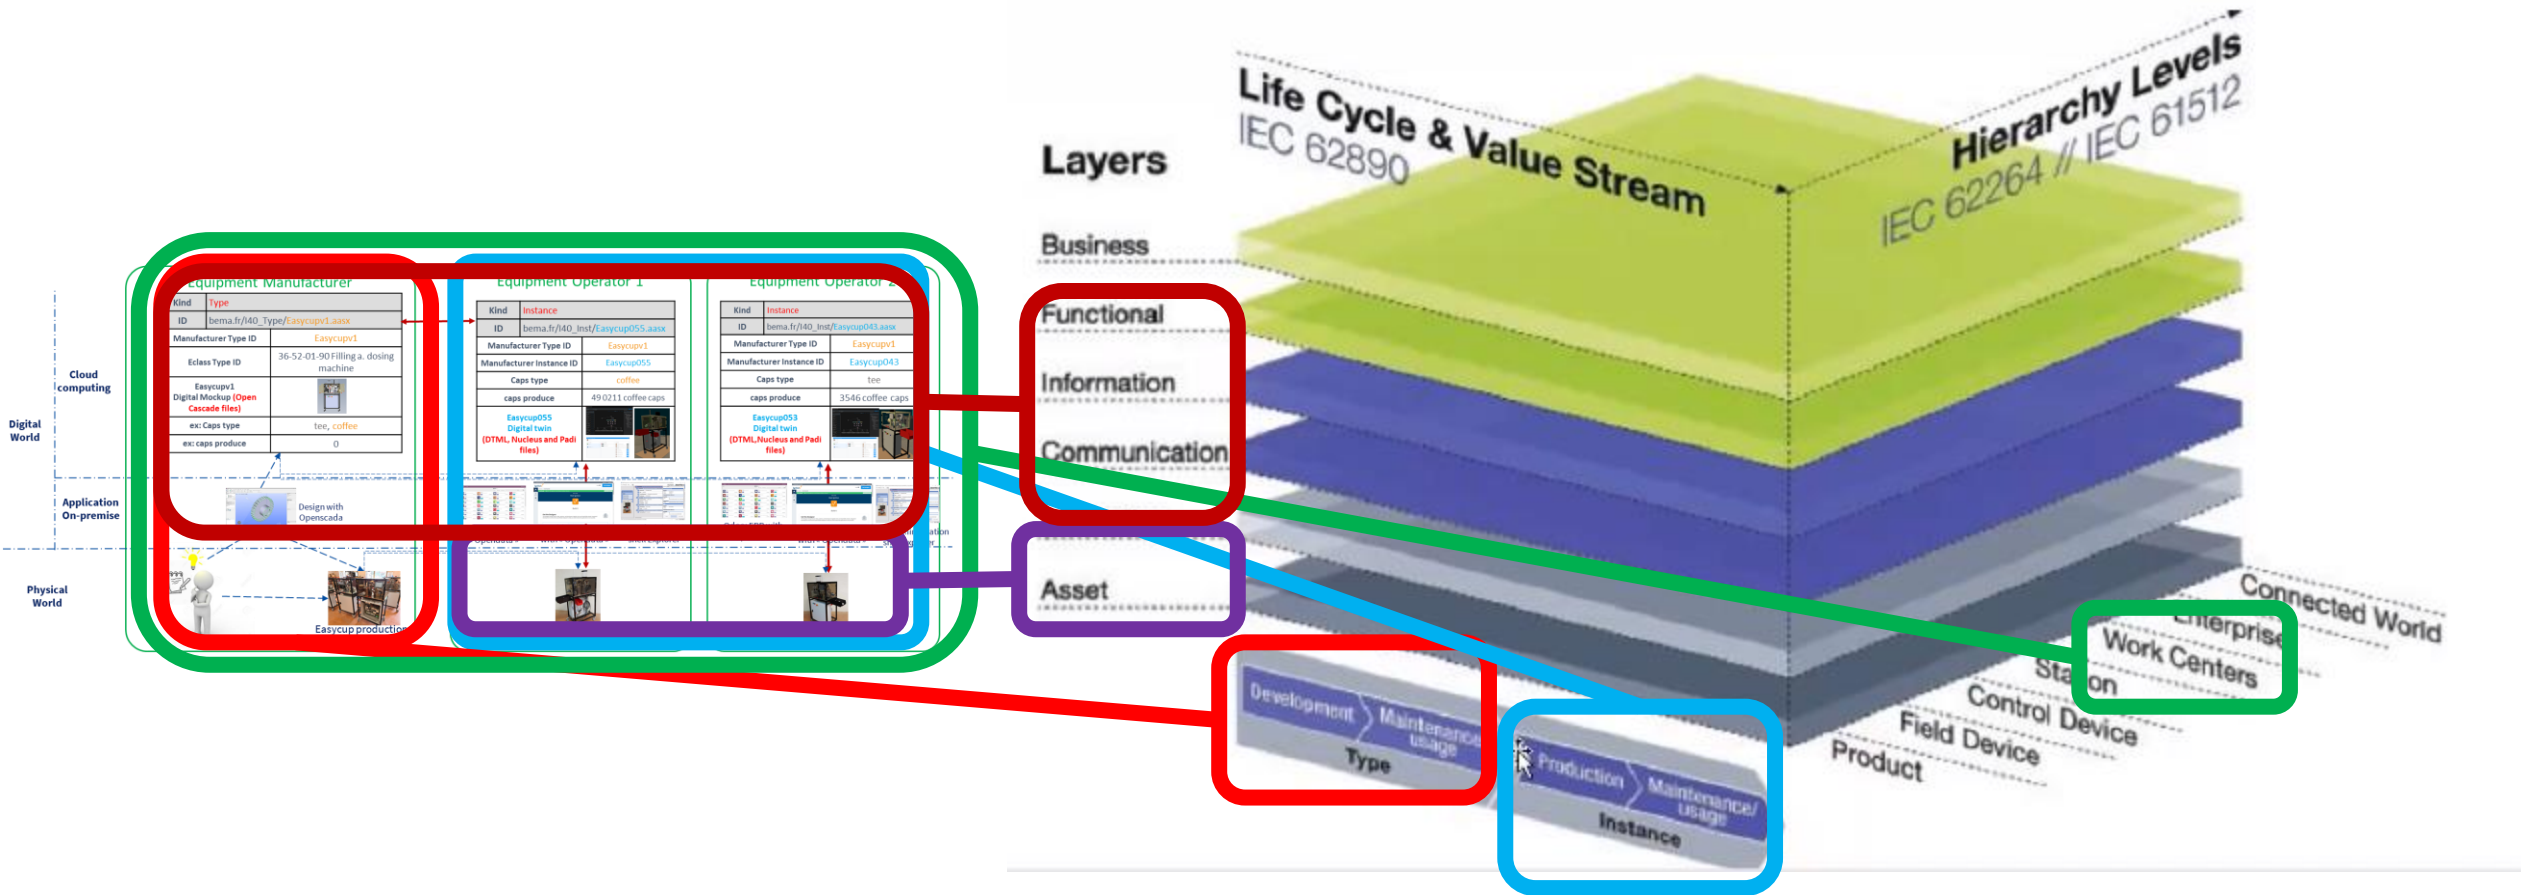 Digital
World
Cloud
computing
Application
On-premise
Physical
World
Equipment Manufacturer
Kind Type
ID bema.fr/I40_Type/Easycupv1.aasx
Manufacturer Type ID Easycupv1
Eclass Type ID 36-52-01-90 Filling a. dosing
machine
Easycupv1
Digital Mockup (Open
Cascade files)
ex: Caps type tee, coffee
ex: caps produce 0
Design with
Openscada
Easycup production
Equipment Operator 1
Kind Instance
ID bema.fr/I40_Inst/Easycup055.aasx
Manufacturer Type ID Easycupv1
Manufacturer Instance ID Easycup055
Caps type coffee
caps produce 490211 coffee caps
Easycup055
Digital twin
(DTML, Nucleus and Padi
files)
Equipment Operator 2
Kind Instance
ID bema.fr/I40_Inst/Easycup043.aasx
Manufacturer Type ID Easycupv1
Manufacturer Instance ID Easycup043
Caps type tee
caps produce 3546 coffee caps
Easycup053
Digital twin
(DTML,Nucleus and Padi
files)
Layers
Business
Functional
Information
Communication
Asset
Life Cycle & Value Stream
IEC 62890
Hierarchy Levels
IEC 62264 // IEC 61512
Connected World
Enterprise
Work Centers
Station
Control Device
Field Device
Product
Development
Maintenance
usage
Type
Production
Maintenance/
usage
Instance